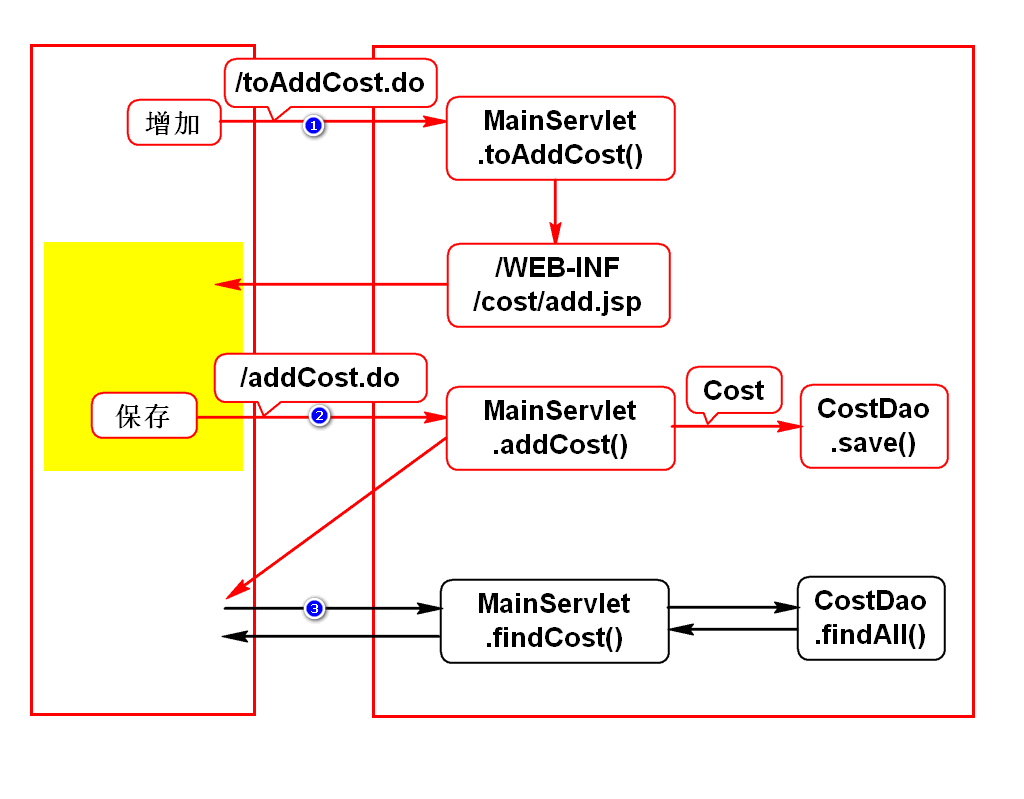 /toAddCost.do
增加
1
MainServlet
.toAddCost()
/WEB-INF
/cost/add.jsp
/addCost.do
保存
2
MainServlet
.addCost()
Cost
CostDao
.save()
3
MainServlet
.findCost()
CostDao
.findAll()